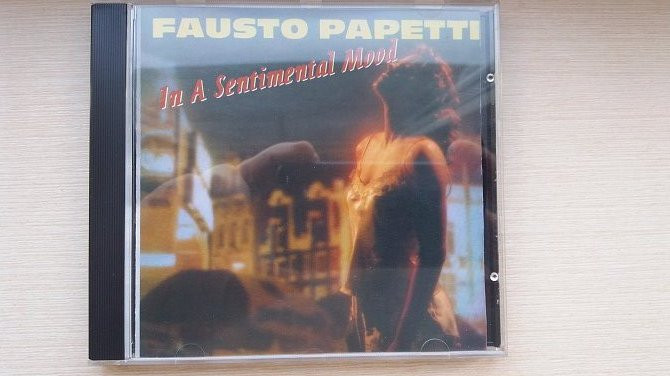 FAUSTO PAPETTI
In A Sentimental Mood